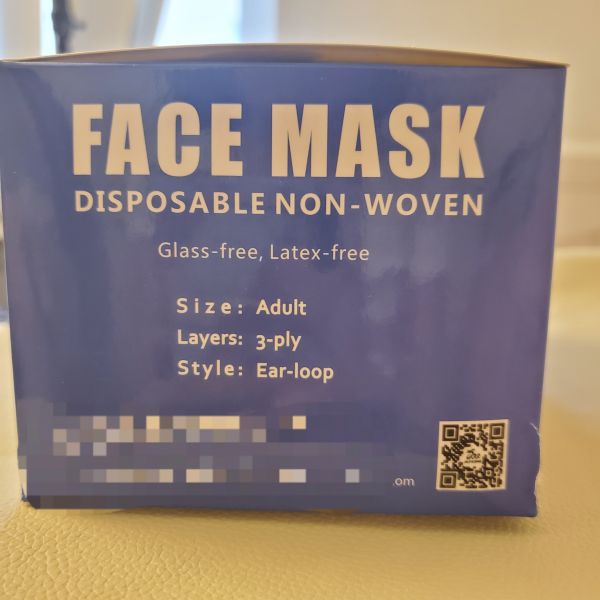 FACE MASK
DISPOSABLE NON-WOVEN
Glass-free, Latex-free
Size: Adult
Layers: 3-ply
Style: Ear-loop
.om